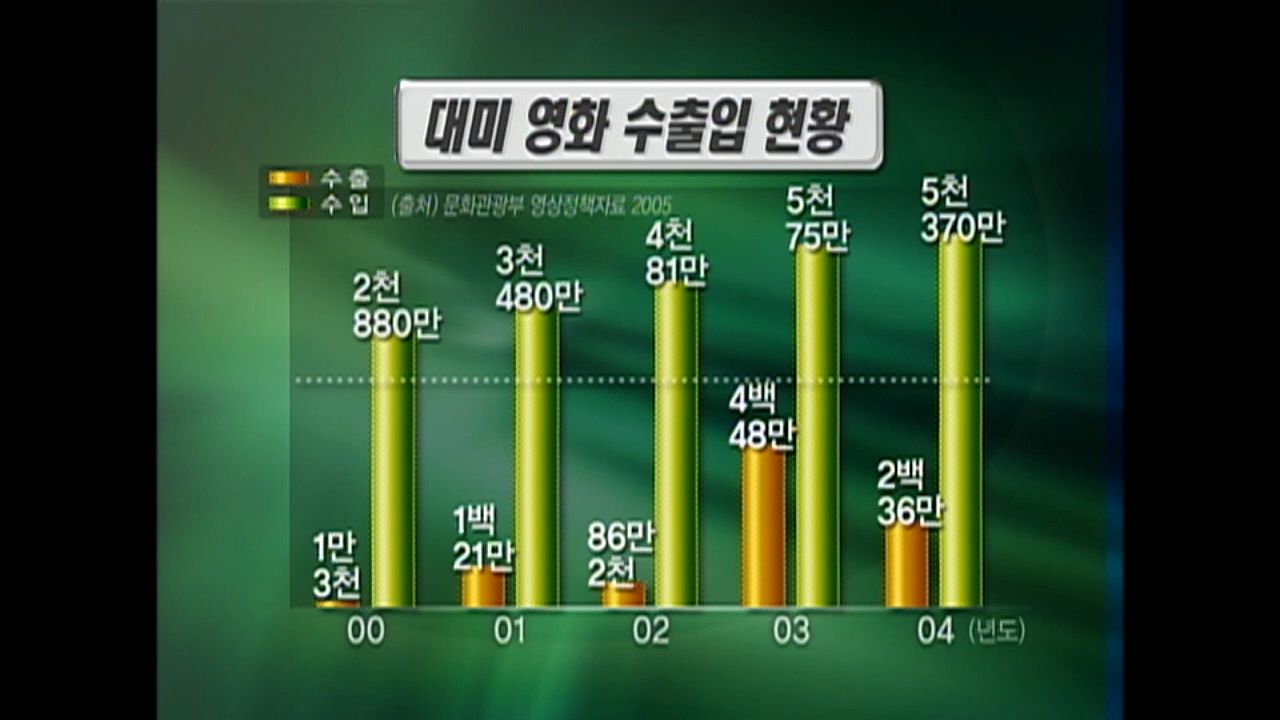 대미 영화 수출입 현황
수출
수입
(출처) 문화관광부 영상정책자료 2005
2천
880만
3천
480만
4천
81만
5천
75만
5천
370만
1만
3천
1백
21만
86만
2천
4백
48만
2백
36만
00
01
02
03
04 (년도)